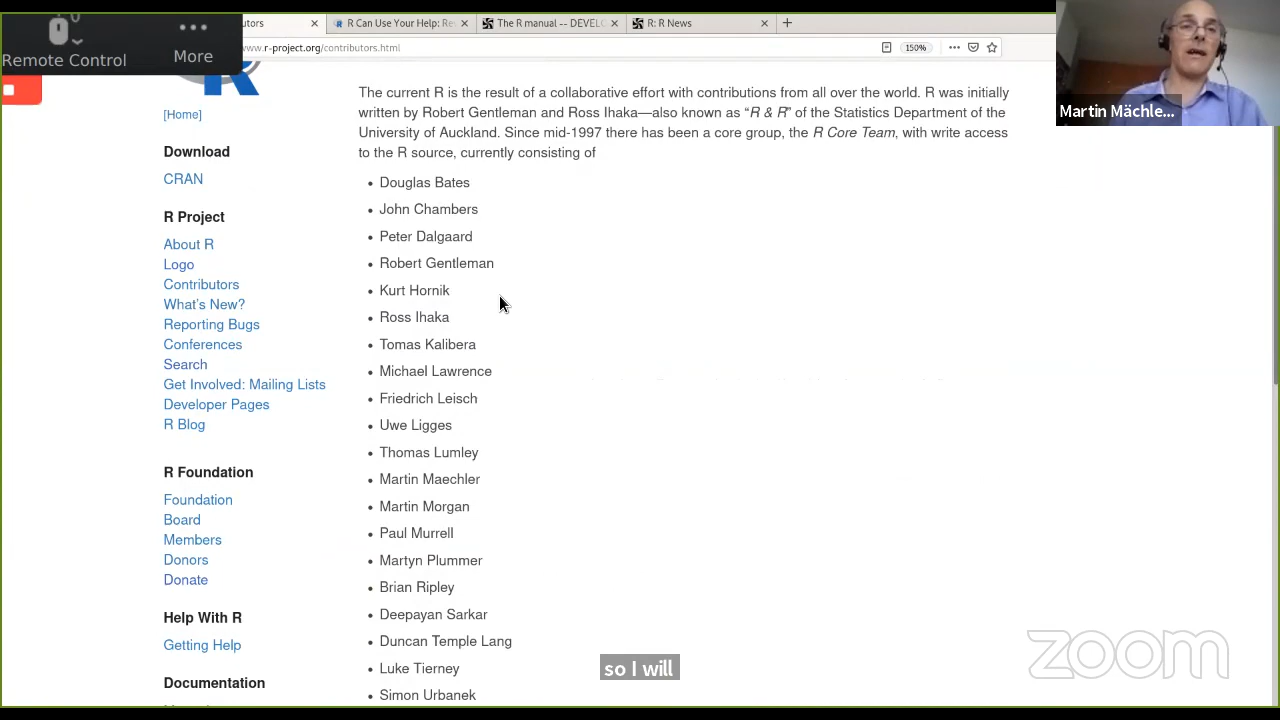 Remote Control
More
utors
R Can Use Your Help: Re
The R manual -- DEVELO
R: R News
www.r-project.org/contributors.html
150%
Martin Mächle...
[Home]
Download
CRAN
R Project
About R
Logo
Contributors
What's New?
Reporting Bugs
Conferences
Search
Get Involved: Mailing Lists
Developer Pages
R Blog
R Foundation
Foundation
Board
Members
Donors
Donate
Help With R
Getting Help
Documentation
The current R is the result of a collaborative effort with contributions from all over the world. R was initially
written by Robert Gentleman and Ross Ihaka—also known as “R & R” of the Statistics Department of the
University of Auckland. Since mid-1997 there has been a core group, the R Core Team, with write access
to the R source, currently consisting of
• Douglas Bates
• John Chambers
• Peter Dalgaard
• Robert Gentleman
• Kurt Hornik
• Ross Ihaka
• Tomas Kalibera
• Michael Lawrence
• Friedrich Leisch
• Uwe Ligges
• Thomas Lumley
• Martin Maechler
• Martin Morgan
• Paul Murrell
• Martyn Plummer
• Brian Ripley
• Deepayan Sarkar
• Duncan Temple Lang
• Luke Tierney
• Simon Urbanek
so I will
zoom